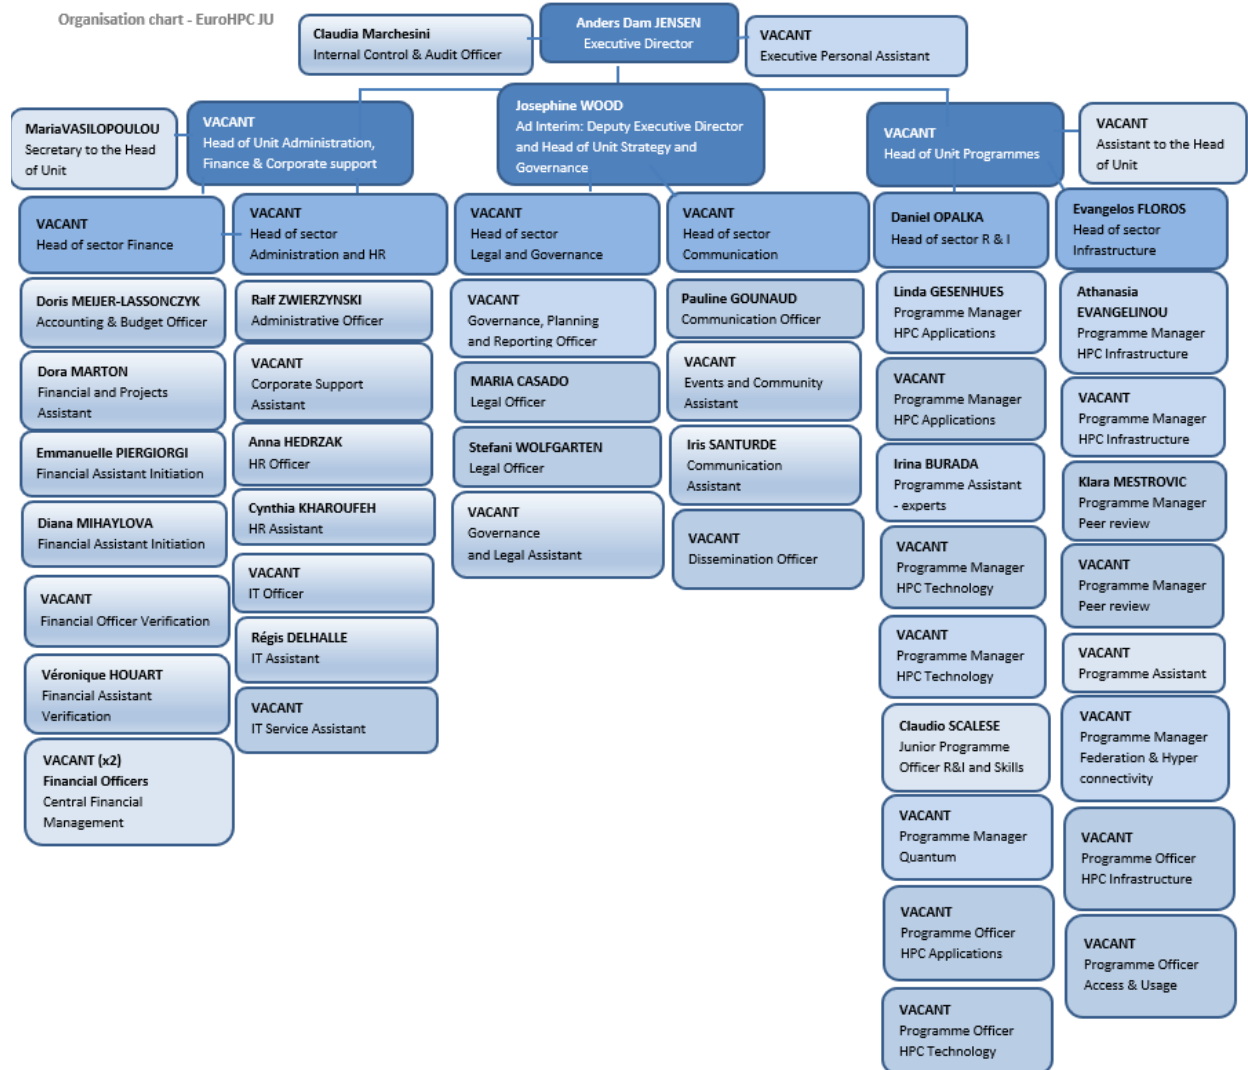 Organisation chart - EuroHPC JU
Claudia Marchesini
Internal Control & Audit Officer
Anders Dam JENSEN
Executive Director
VACANT
Executive Personal Assistant
MariaVASILOPOULOU
Secretary to the Head
of Unit
VACANT
Head of Unit Administration,
Finance & Corporate support
Josephine WOOD
Ad Interim: Deputy Executive Director
and Head of Unit Strategy and
Governance
VACANT
Head of Unit Programmes
VACANT
Assistant to the Head
of Unit
VACANT
Head of sector Finance
Doris MEIJER-LASSONCZYK
Accounting & Budget Officer
Dora MARTON
Financial and Projects
Assistant
Emmanuelle PIERGIORGI
Financial Assistant Initiation
Diana MIHAYLOVA
Financial Assistant Initiation
VACANT
Financial Officer Verification
Véronique HOUART
Financial Assistant
Verification
VACANT (x2)
Financial Officers
Central Financial
Management
VACANT
Head of sector
Administration and HR
Ralf ZWIERZYNSKI
Administrative Officer
VACANT
Corporate Support
Assistant
Anna HEDRZAK
HR Officer
Cynthia KHAROUFEH
HR Assistant
VACANT
IT Officer
Régis DELHALLE
IT Assistant
VACANT
IT Service Assistant
VACANT
Head of sector
Legal and Governance
VACANT
Governance, Planning
and Reporting Officer
MARIA CASADO
Legal Officer
Stefani WOLFGARTEN
Legal Officer
VACANT
Governance
and Legal Assistant
VACANT
Head of sector
Communication
Pauline GOUNAUD
Communication Officer
VACANT
Events and Community
Assistant
Iris SANTURDE
Communication
Assistant
VACANT
Dissemination Officer
Daniel OPALKA
Head of sector R & I
Linda GESENHUES
Programme Manager
HPC Applications
VACANT
Programme Manager
HPC Applications
Irina BURADA
Programme Assistant
- experts
VACANT
Programme Manager
HPC Technology
VACANT
Programme Manager
HPC Technology
Claudio SCALESE
Junior Programme
Officer R&I and Skills
VACANT
Programme Manager
Quantum
VACANT
Programme Officer
HPC Applications
VACANT
Programme Officer
HPC Technology
Evangelos FLOROS
Head of sector
Infrastructure
Athanasia
EVANGELINOU
Programme Manager
HPC Infrastructure
VACANT
Programme Manager
HPC Infrastructure
Klara MESTROVIC
Programme Manager
Peer review
VACANT
Programme Manager
Peer review
VACANT
Programme Assistant
VACANT
Programme Manager
Federation & Hyper
connectivity
VACANT
Programme Officer
HPC Infrastructure
VACANT
Programme Officer
Access & Usage